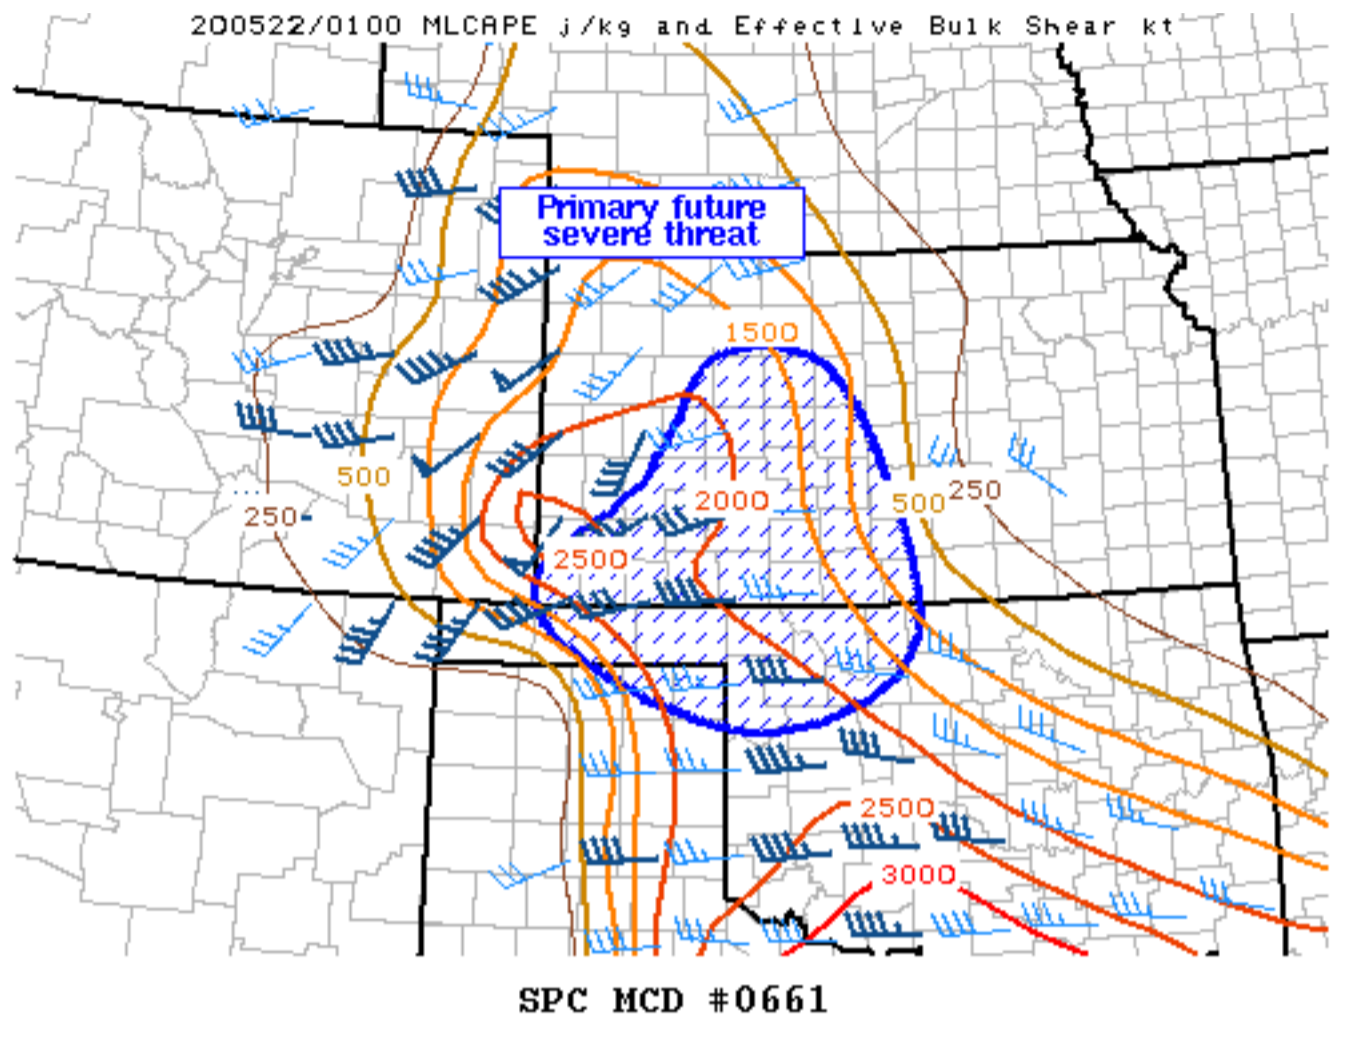 200522/0100 MLCAPE j/kg and Effective Bulk Shear kt
Primary future
severe threat
1500
500
2000
500
250
250
2500
2500
3000
SPC MCD #0661